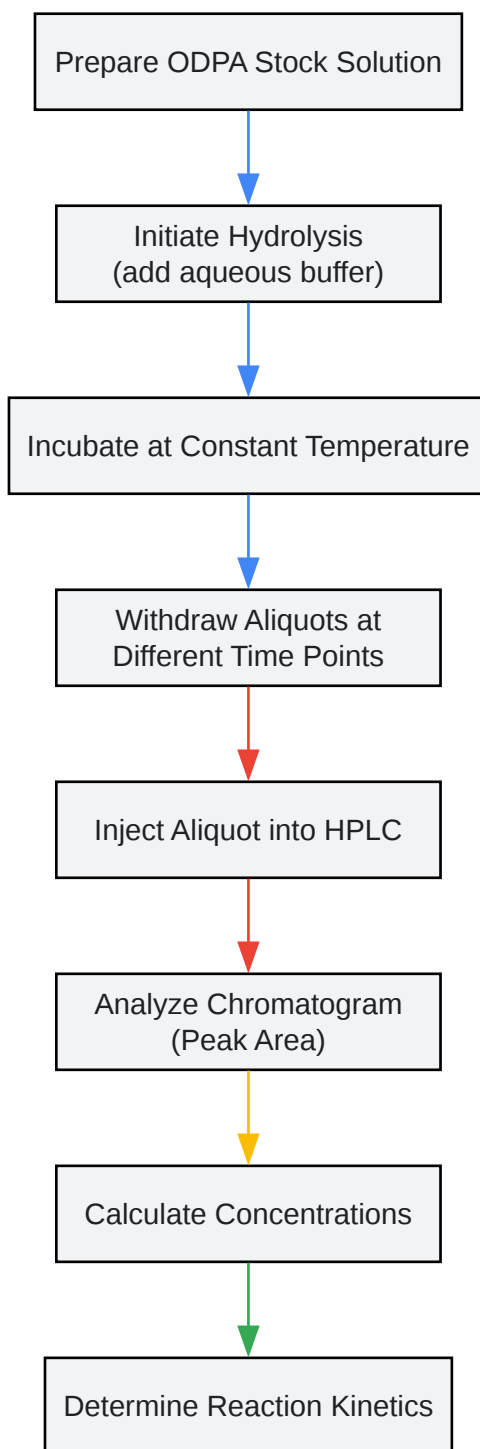 Prepare ODPA Stock Solution
Initiate Hydrolysis
(add aqueous buffer)
Incubate at Constant Temperature
Withdraw Aliquots at
Different Time Points
Inject Aliquot into HPLC
Analyze Chromatogram
(Peak Area)
Calculate Concentrations
Determine Reaction Kinetics